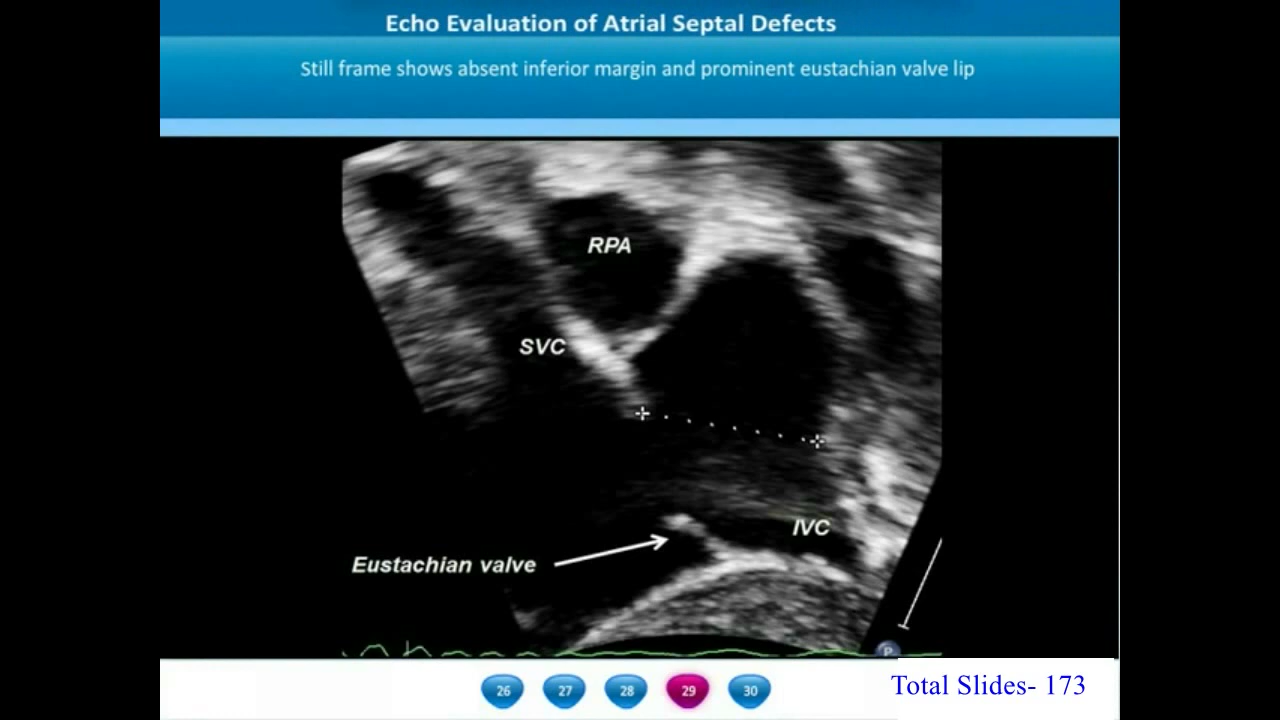 Echo Evaluation of Atrial Septal Defects
Still frame shows absent inferior margin and prominent eustachian valve lip
RPA
SVC
IVC
Eustachian valve
P
26 27 28 29 30
Total Slides- 173